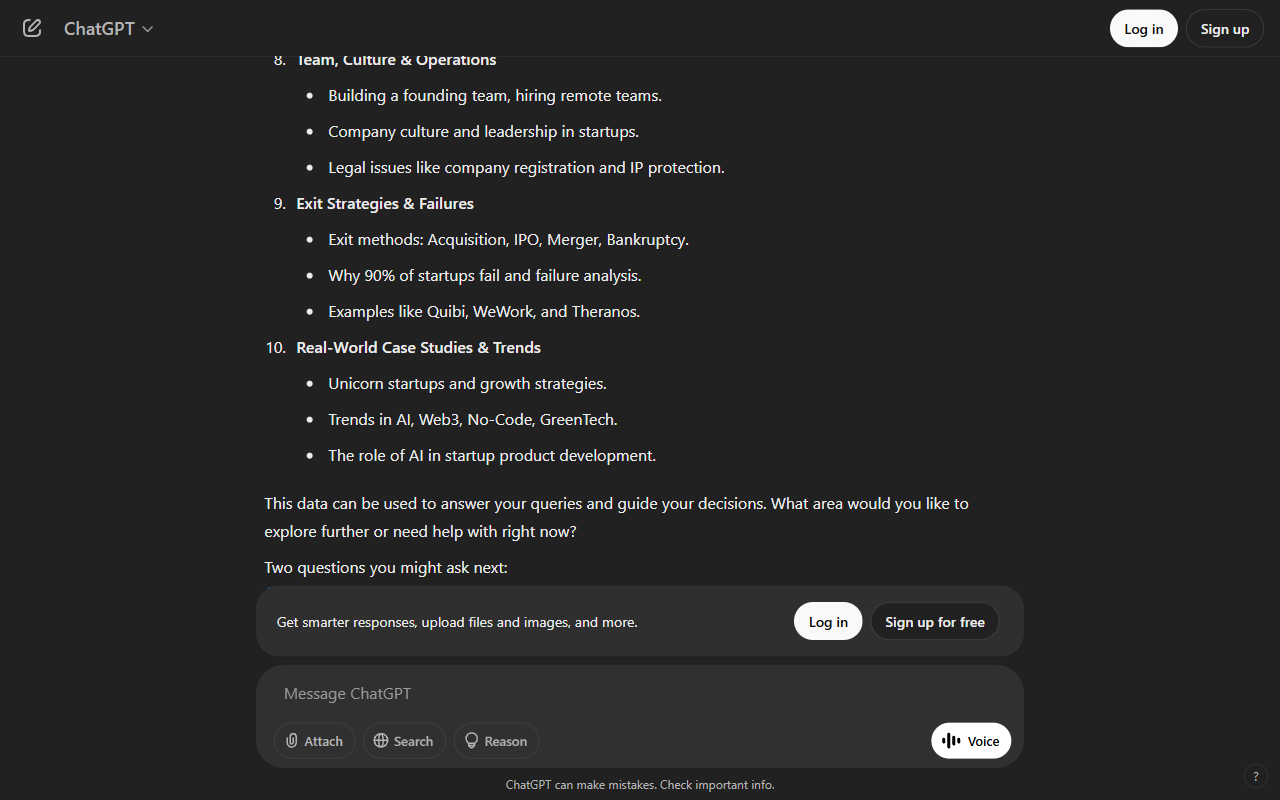 ChatGPT
Log in
Sign up
8. Team, Culture & Operations
• Building a founding team, hiring remote teams.
• Company culture and leadership in startups.
• Legal issues like company registration and IP protection.
9. Exit Strategies & Failures
• Exit methods: Acquisition, IPO, Merger, Bankruptcy.
• Why 90% of startups fail and failure analysis.
• Examples like Quibi, WeWork, and Theranos.
10. Real-World Case Studies & Trends
• Unicorn startups and growth strategies.
• Trends in AI, Web3, No-Code, GreenTech.
• The role of AI in startup product development.
This data can be used to answer your queries and guide your decisions. What area would you like to
explore further or need help with right now?
Two questions you might ask next:
Get smarter responses, upload files and images, and more.
Log in
Sign up for free
Message ChatGPT
Attach
Search
Reason
Voice
ChatGPT can make mistakes. Check important info.
?